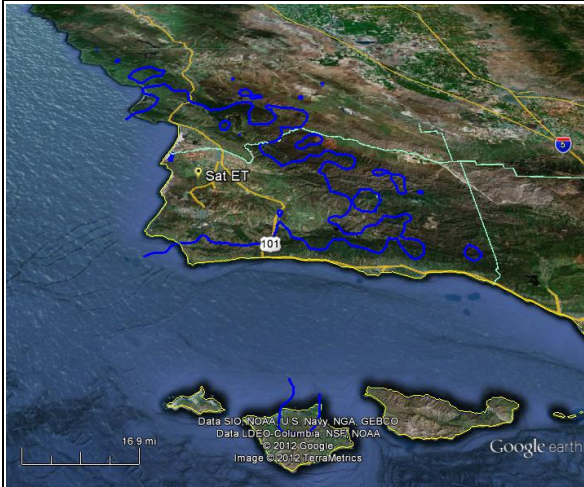 5
Sat ET
101
Data SIO, NOAA, U.S. Navy, NGA, GEBCO
Data LDEO-Columbia, NSF, NOAA
© 2012 Google
Image © 2012 TerraMetrics
16.9 mi
Google earth